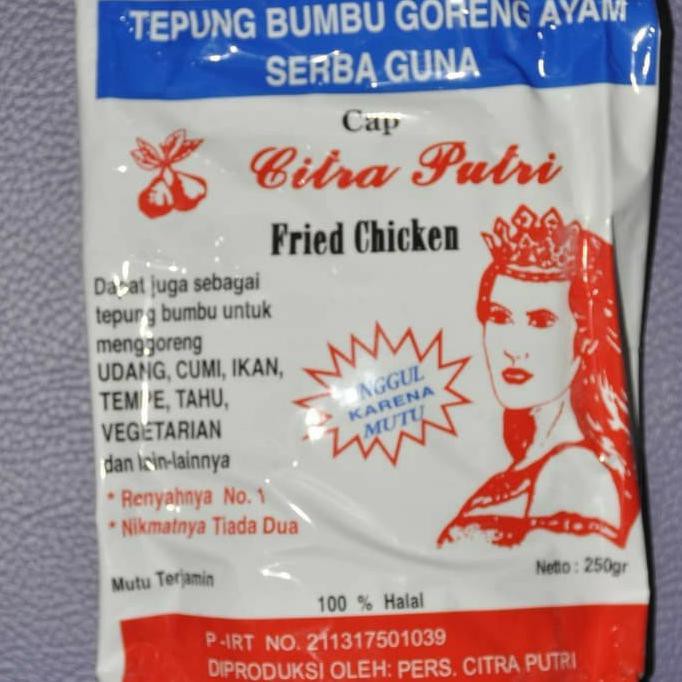 TEPUNG BUMBU GORENG AYAM
SERBA GUNA
Cap
Citra Putri
Fried Chicken
Dapat juga sebagai
tepung bumbu untuk
menggoreng
UDANG, CUMI, IKAN,
TEMPE, TAHU,
VEGETARIAN
dan lain-lainnya
* Renyahnya No. 1
* Nikmatnya Tiada Dua
UNGGUL
KARENA
MUTU
Mutu Terjamin
Netto : 250gr
100 % Halal
P-IRT NO. 211317501039
DIPRODUKSI OLEH: PERS. CITRA PUTRI